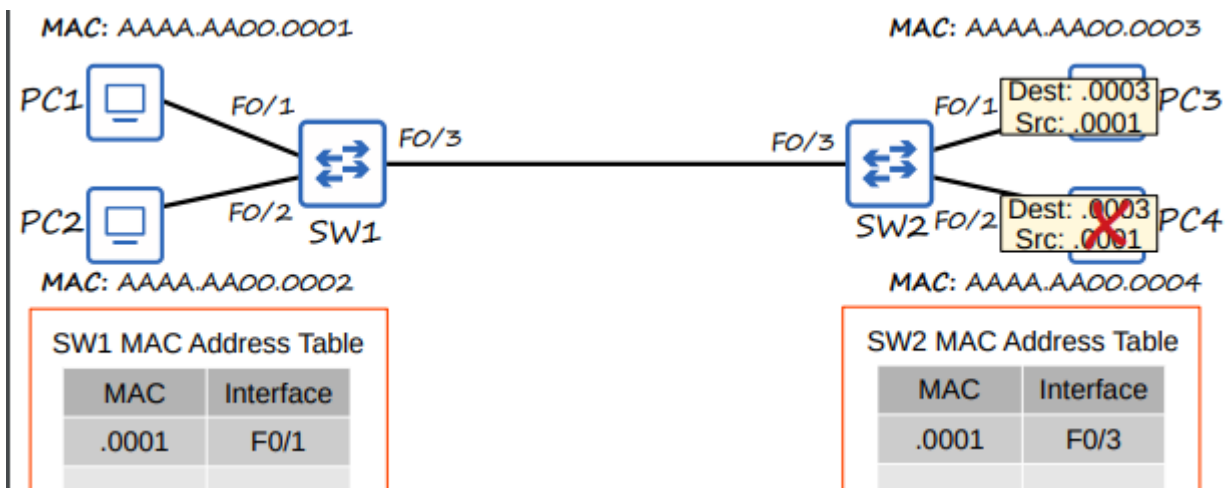 MAC: AAAA.AA00.0001
MAC: AAAA.AA00.0003
PC1
F0/1
F0/3
F0/3
F0/1
Dest: .0003
Src: .0001
PC3
PC2
F0/2
SW1
SW2
F0/2
Dest: .0003
Src: .0001
PC4
MAC: AAAA.AA00.0002
MAC: AAAA.AA00.0004
SW1 MAC Address Table
MAC Interface
.0001 F0/1
SW2 MAC Address Table
MAC Interface
.0001 F0/3